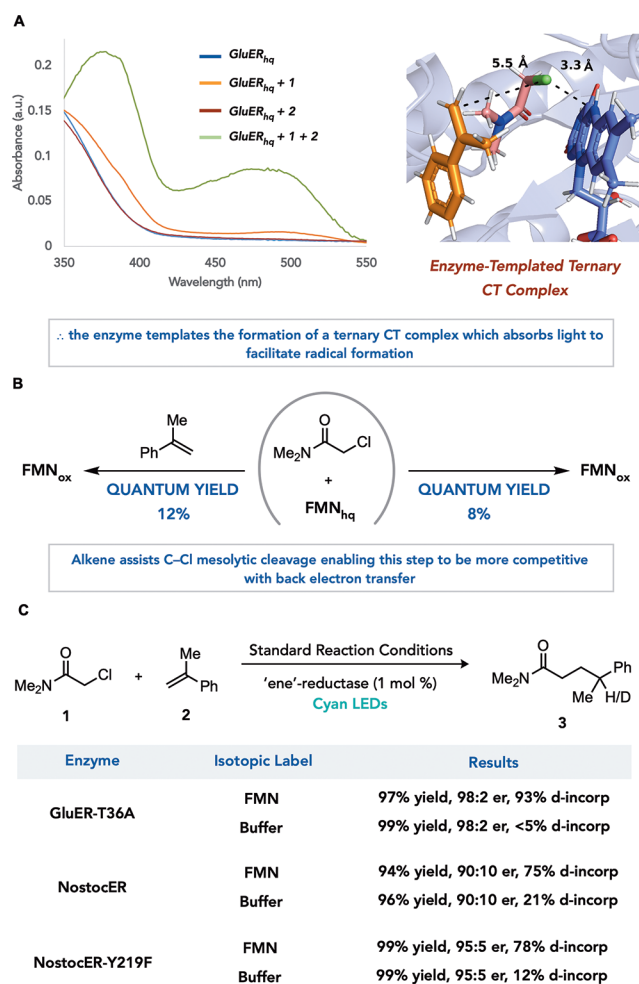 A
0.2
0.15
0.1
0.05
0
Absorbance (a.u.)
350
400
450
500
550
Wavelength (nm)
GluERhq
GluERhq + 1
GluERhq + 2
GluERhq + 1 + 2
5.5 Å
3.3 Å
Enzyme-Templated Ternary
CT Complex
∴ the enzyme templates the formation of a ternary CT complex which absorbs light to
facilitate radical formation
B
FMNox
Me
Ph
QUANTUM YIELD
12%
O
Me2N
Cl
+
FMNhq
QUANTUM YIELD
8%
FMNox
Alkene assists C–Cl mesolytic cleavage enabling this step to be more competitive
with back electron transfer
C
O
Me2N
Cl
1
+
Me
Ph
2
Standard Reaction Conditions
'ene'-reductase (1 mol %)
Cyan LEDs
O
Me2N
Ph
Me
H/D
3
Enzyme Isotopic Label Results
GluER-T36A
FMN 97% yield, 98:2 er, 93% d-incorp
Buffer 99% yield, 98:2 er, <5% d-incorp
NostocER
FMN 94% yield, 90:10 er, 75% d-incorp
Buffer 96% yield, 90:10 er, 21% d-incorp
NostocER-Y219F
FMN 99% yield, 95:5 er, 78% d-incorp
Buffer 99% yield, 95:5 er, 12% d-incorp